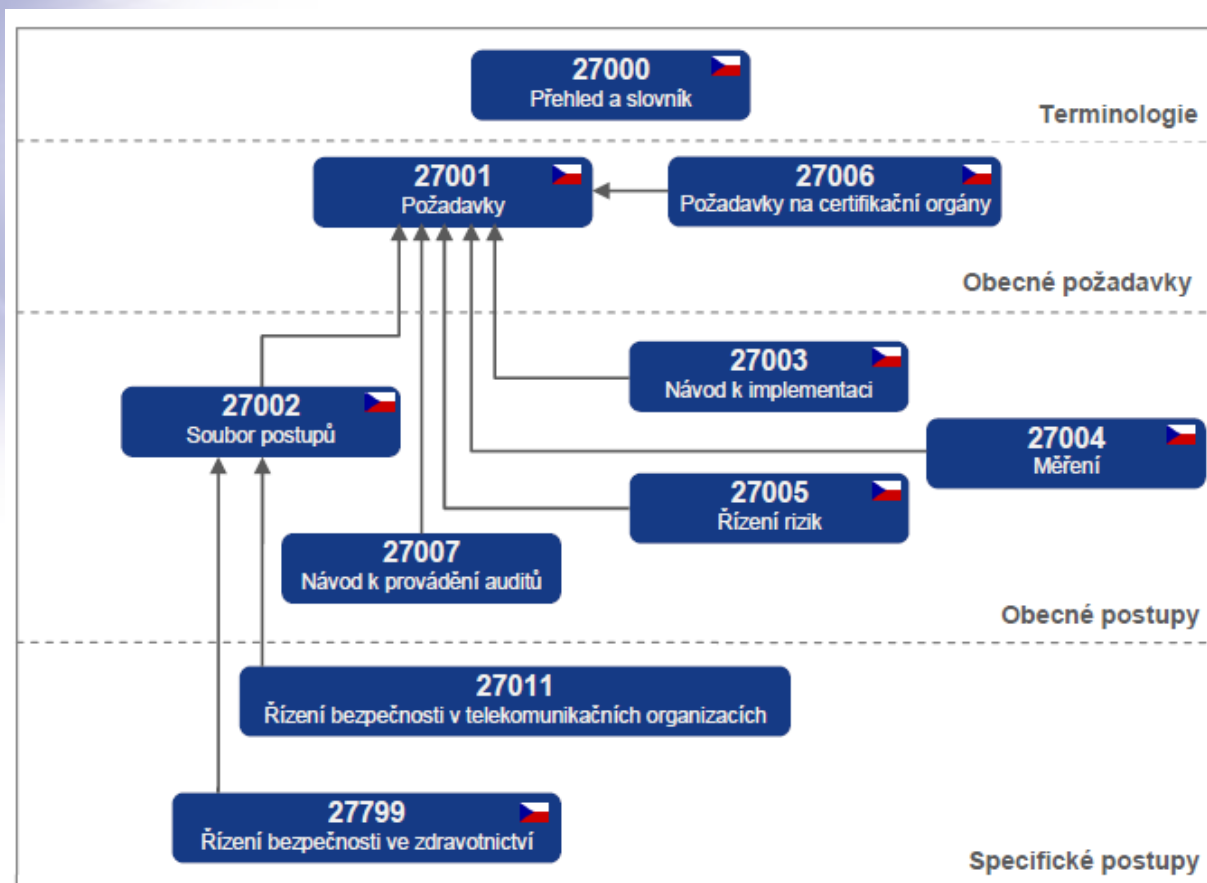 27000
Přehled a slovník
Terminologie
27001
Požadavky
27006
Požadavky na certifikační orgány
Obecné požadavky
27003
Návod k implementaci
27002
Soubor postupů
27004
Měření
27005
Řízení rizik
27007
Návod k provádění auditů
Obecné postupy
27011
Řízení bezpečnosti v telekomunikačních organizacích
27799
Řízení bezpečnosti ve zdravotnictví
Specifické postupy